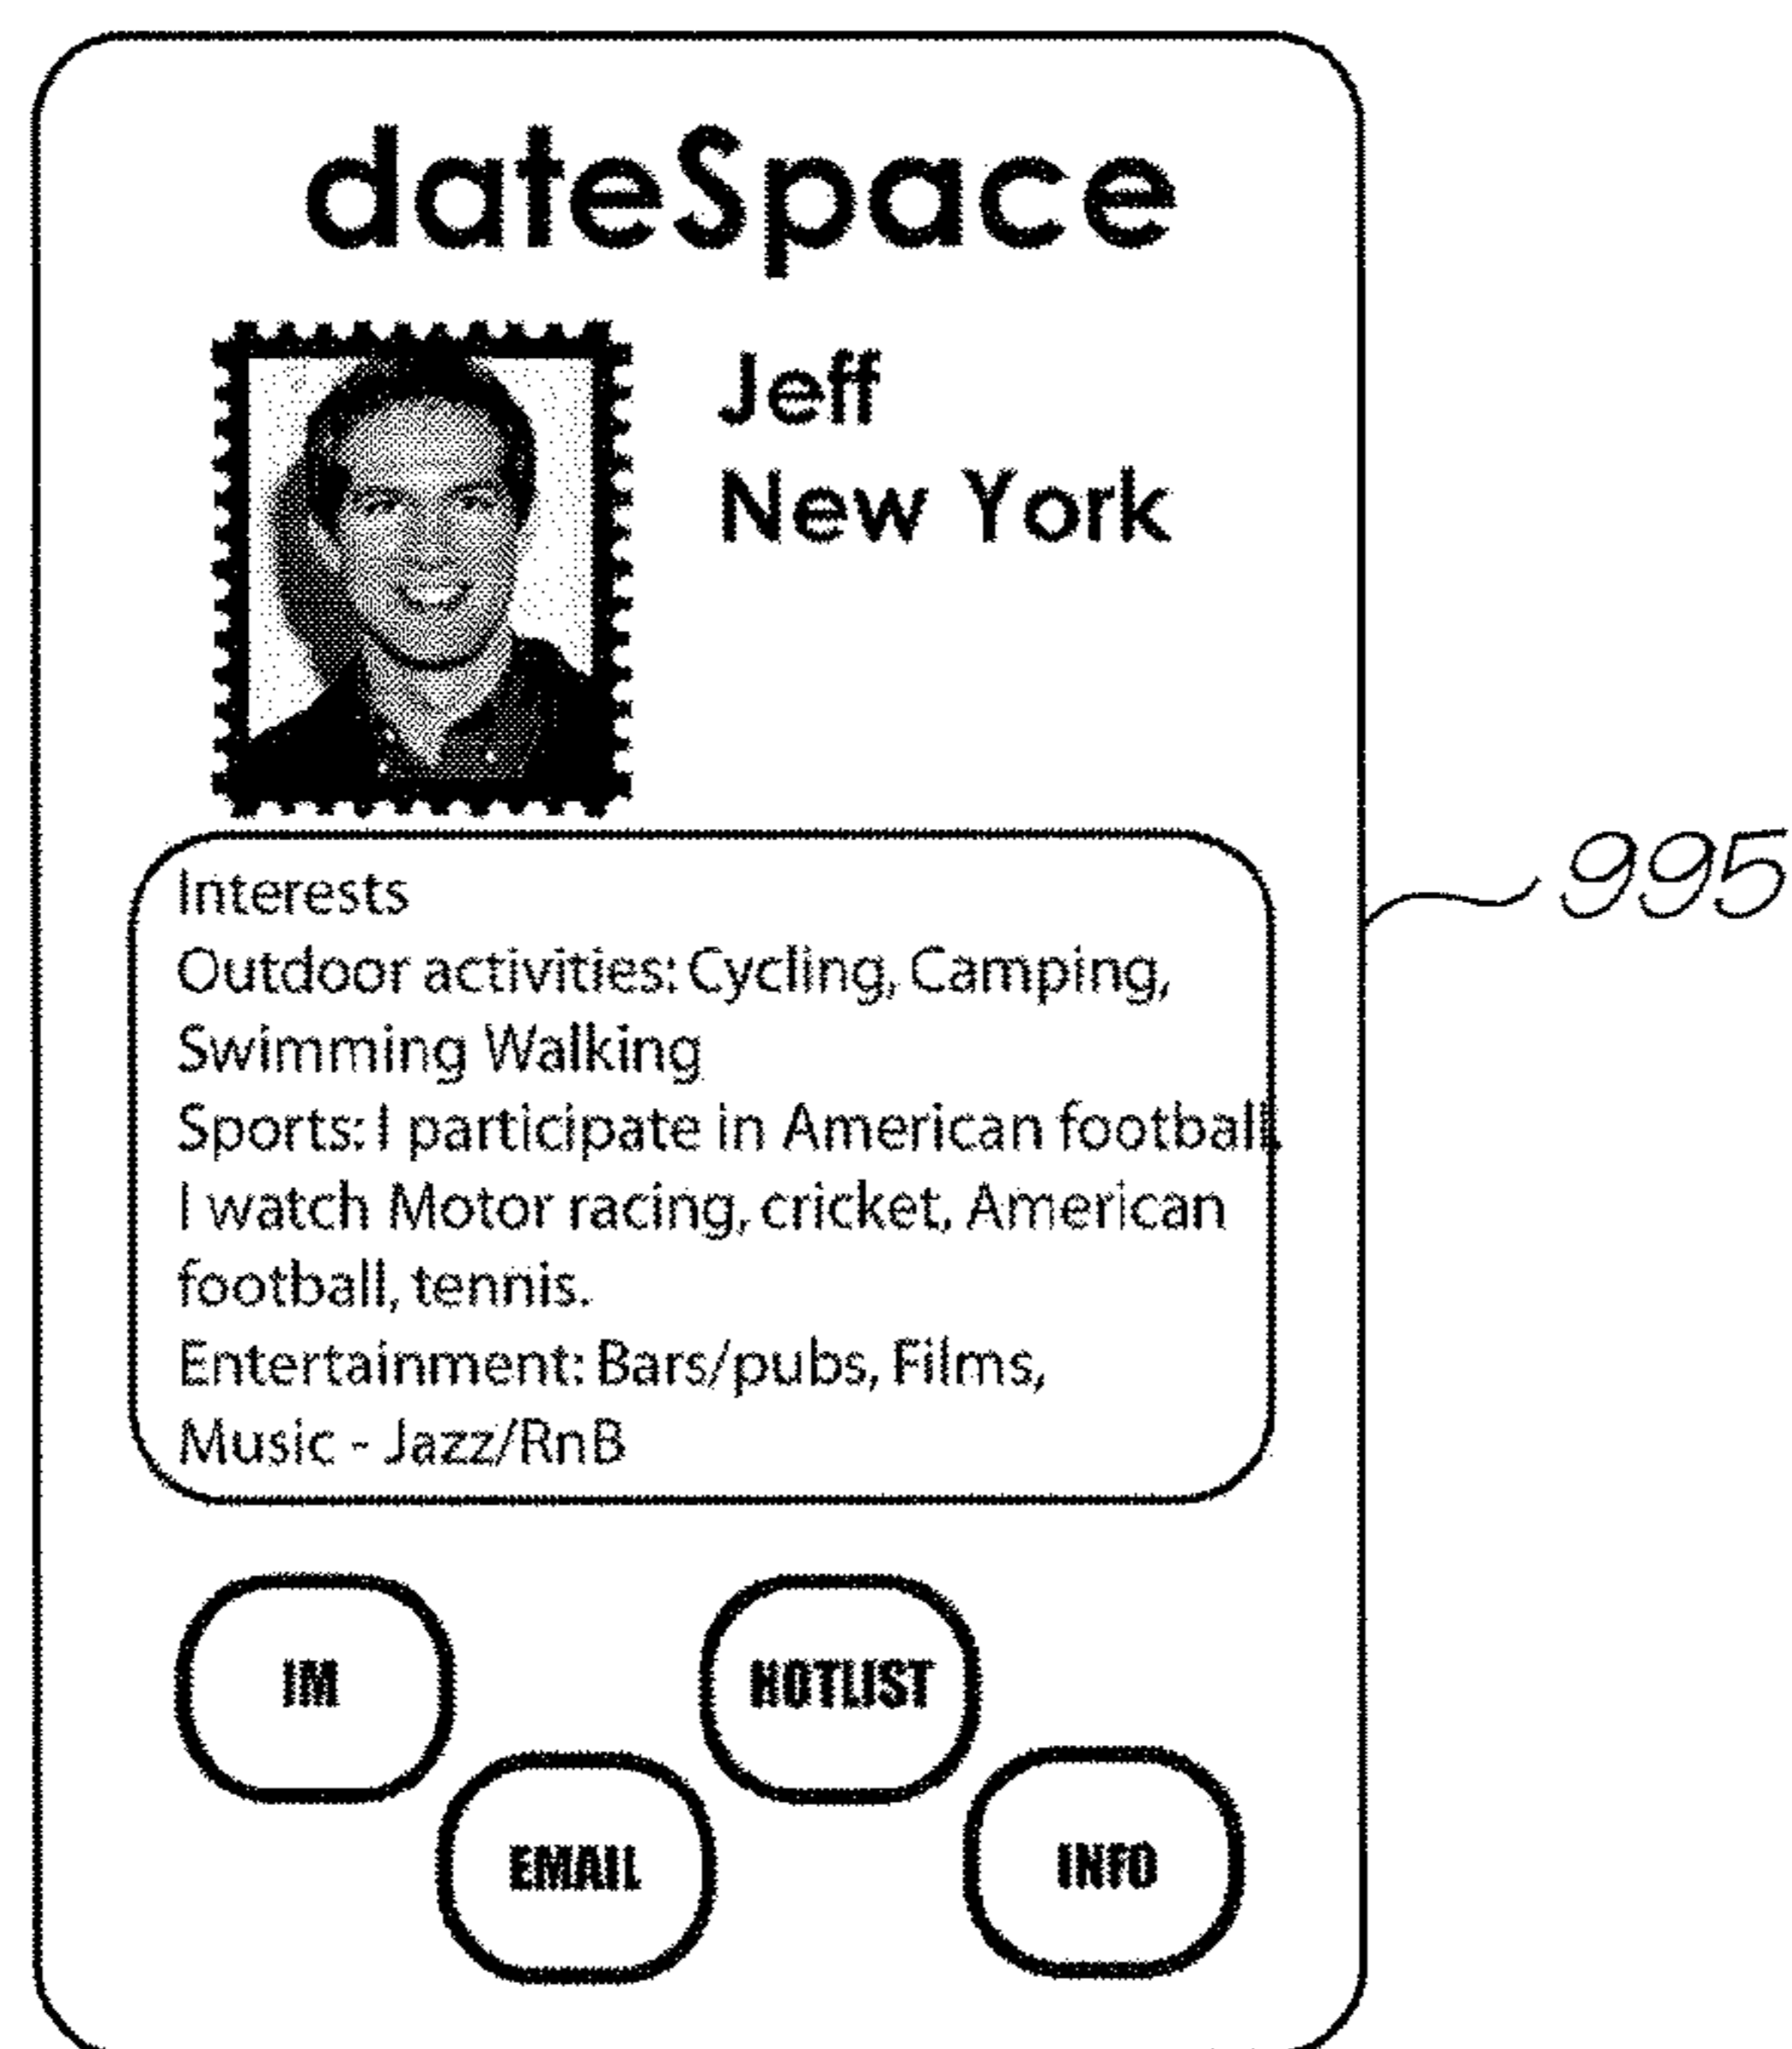 dateSpace
Jeff
New York
995
Interests
Outdoor activities: Cycling, Camping,
Swimming Walking
Sports: I participate in American football.
I watch Motor racing, cricket, American
football, tennis.
Entertainment: Bars/pubs, Films,
Music - Jazz/RnB
IM
HOTLIST
EMAIL
INFO